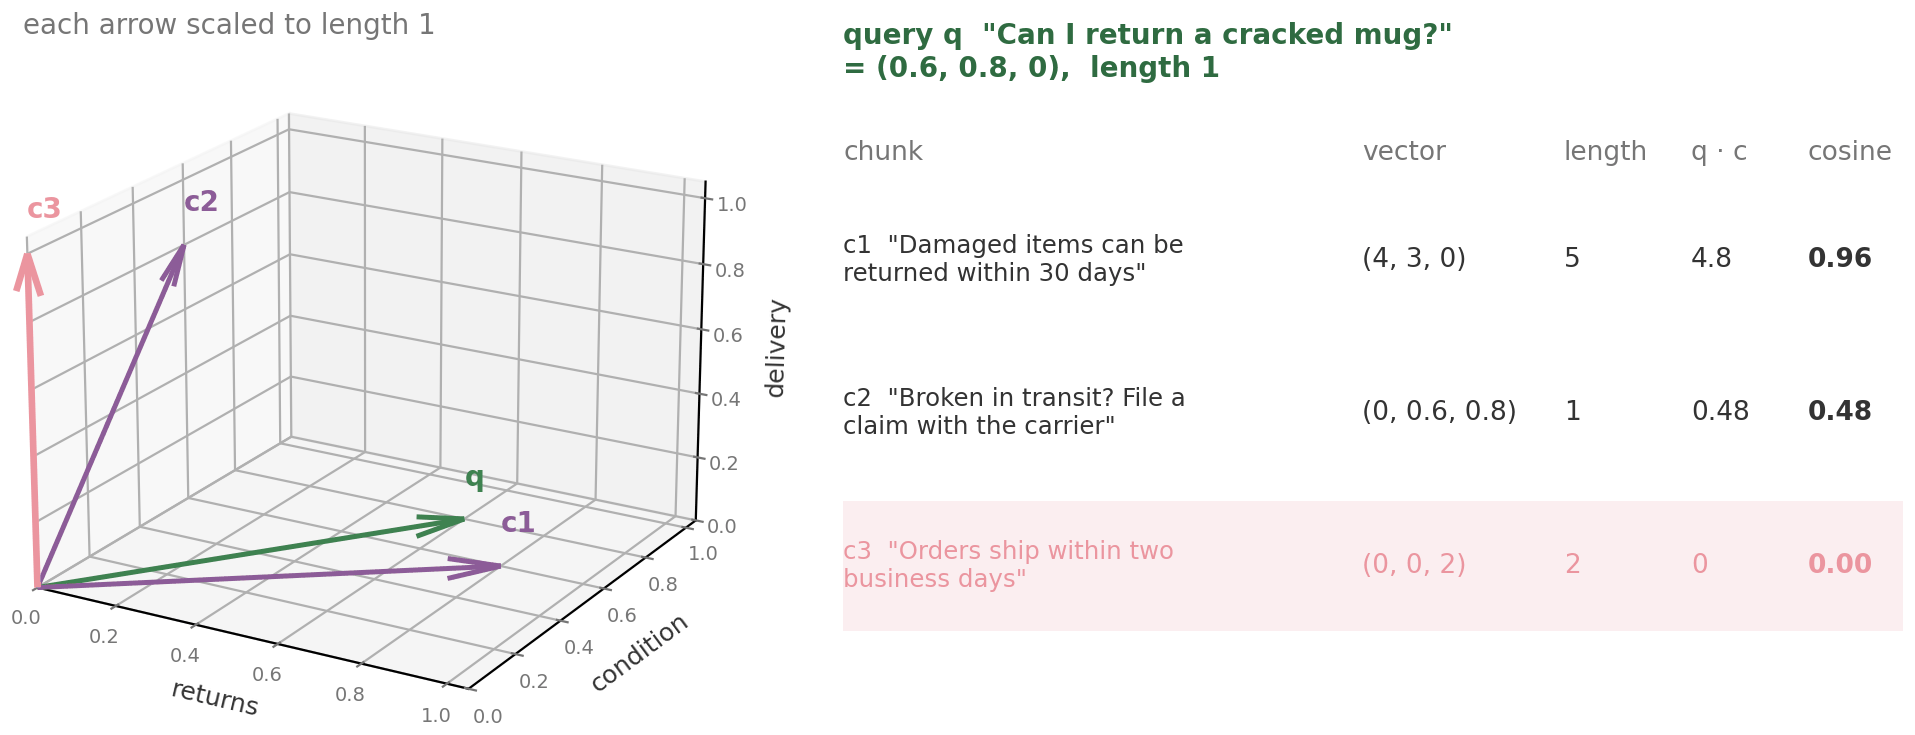 each arrow scaled to length 1
c3
c2
q
c1
1.0
0.8
0.6
0.4
0.2
0.0
delivery
1.0
0.8
0.6
0.4
0.2
0.0
condition
0.0
0.2
0.4
0.6
0.8
1.0
returns
query q "Can I return a cracked mug?"
= (0.6, 0.8, 0), length 1
chunk vector length q · c cosine
c1 "Damaged items can be
returned within 30 days" (4, 3, 0) 5 4.8 0.96
c2 "Broken in transit? File a
claim with the carrier" (0, 0.6, 0.8) 1 0.48 0.48
c3 "Orders ship within two
business days" (0, 0, 2) 2 0 0.00